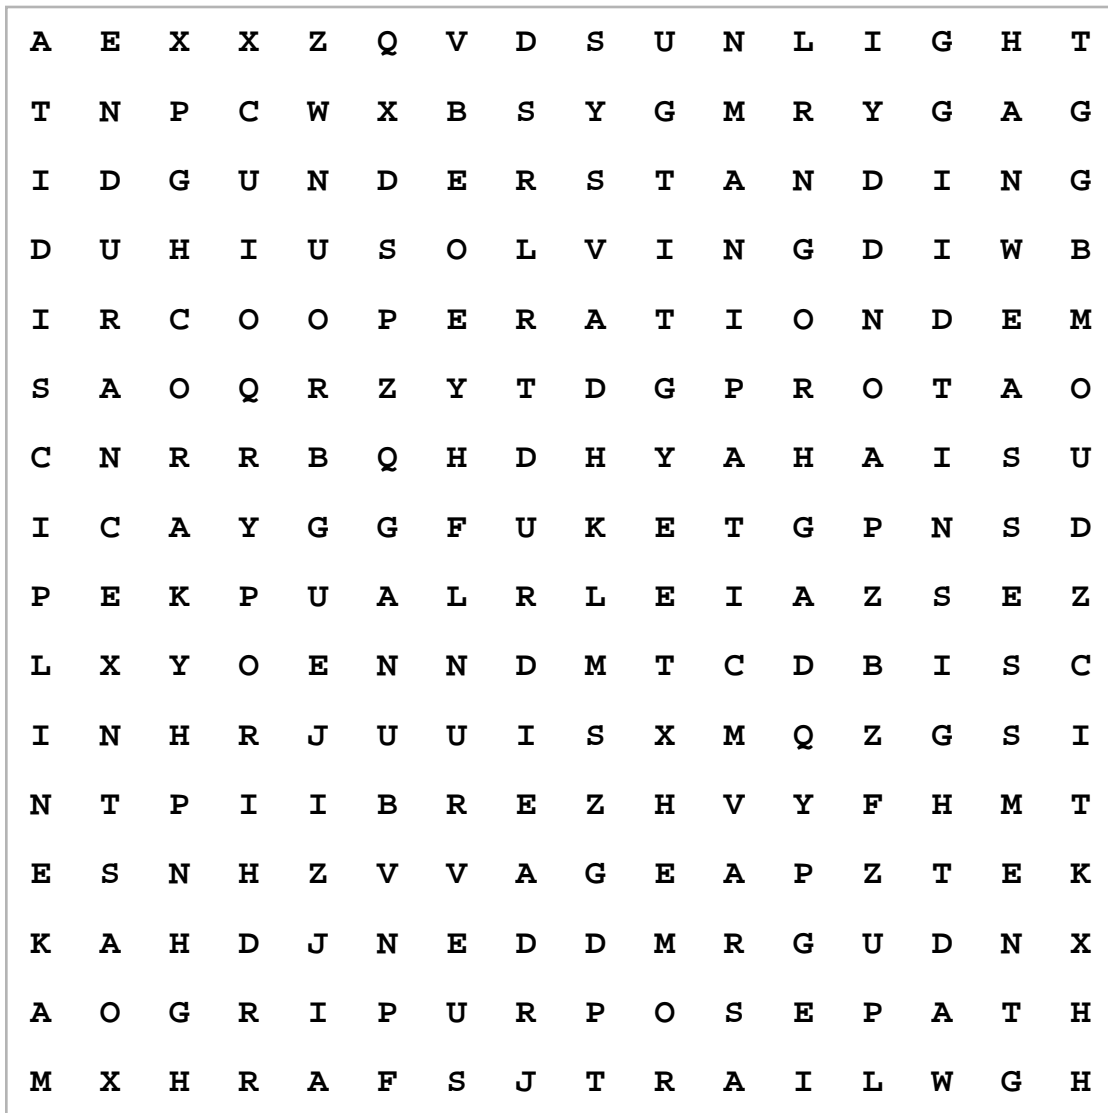 A E X X Z Q V D S U N L I G H T
T N P C W X B S Y G M R Y G A G
I D G U N D E R S T A N D I N G
D U H I U S O L V I N G D I W B
I R C O O P E R A T I O N D E M
S A O Q R Z Y T D G P R O T A O
C N R R B Q H D H Y A H A I S U
I C A Y G G F U K E T G P N S D
P E K P U A L R L E I A Z S E Z
L X Y O E N N D M T C D B I S C
I N H R J U U I S X M Q Z G S I
N T P I I B R E Z H V Y F H M T
E S N H Z V V A G E A P Z T E K
K A H D J N E D D M R G U D N X
A O G R I P U R P O S E P A T H
M X H R A F S J T R A I L W G H